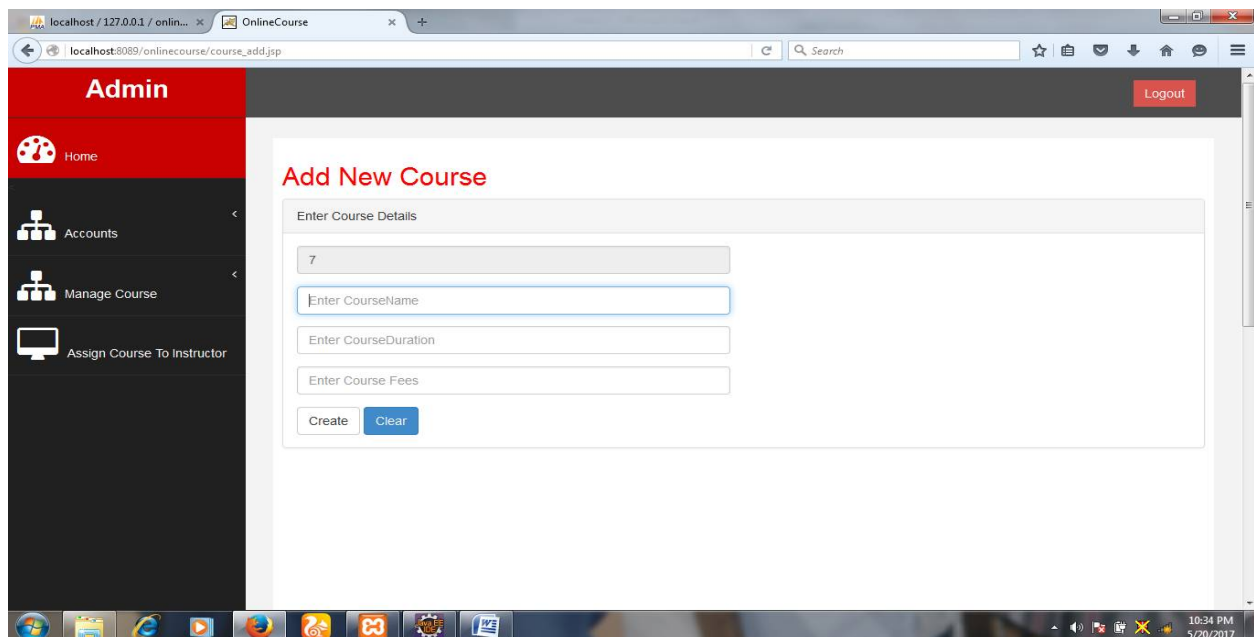 localhost / 127.0.0.1 / onlin...
OnlineCourse
localhost:8089/onlinecourse/course_add.jsp
Search
Admin
Logout
Home
Add New Course
Enter Course Details
Accounts
7
Manage Course
Enter CourseName
Enter CourseDuration
Assign Course To Instructor
Enter Course Fees
Create
Clear
10:34 PM
5/20/2017